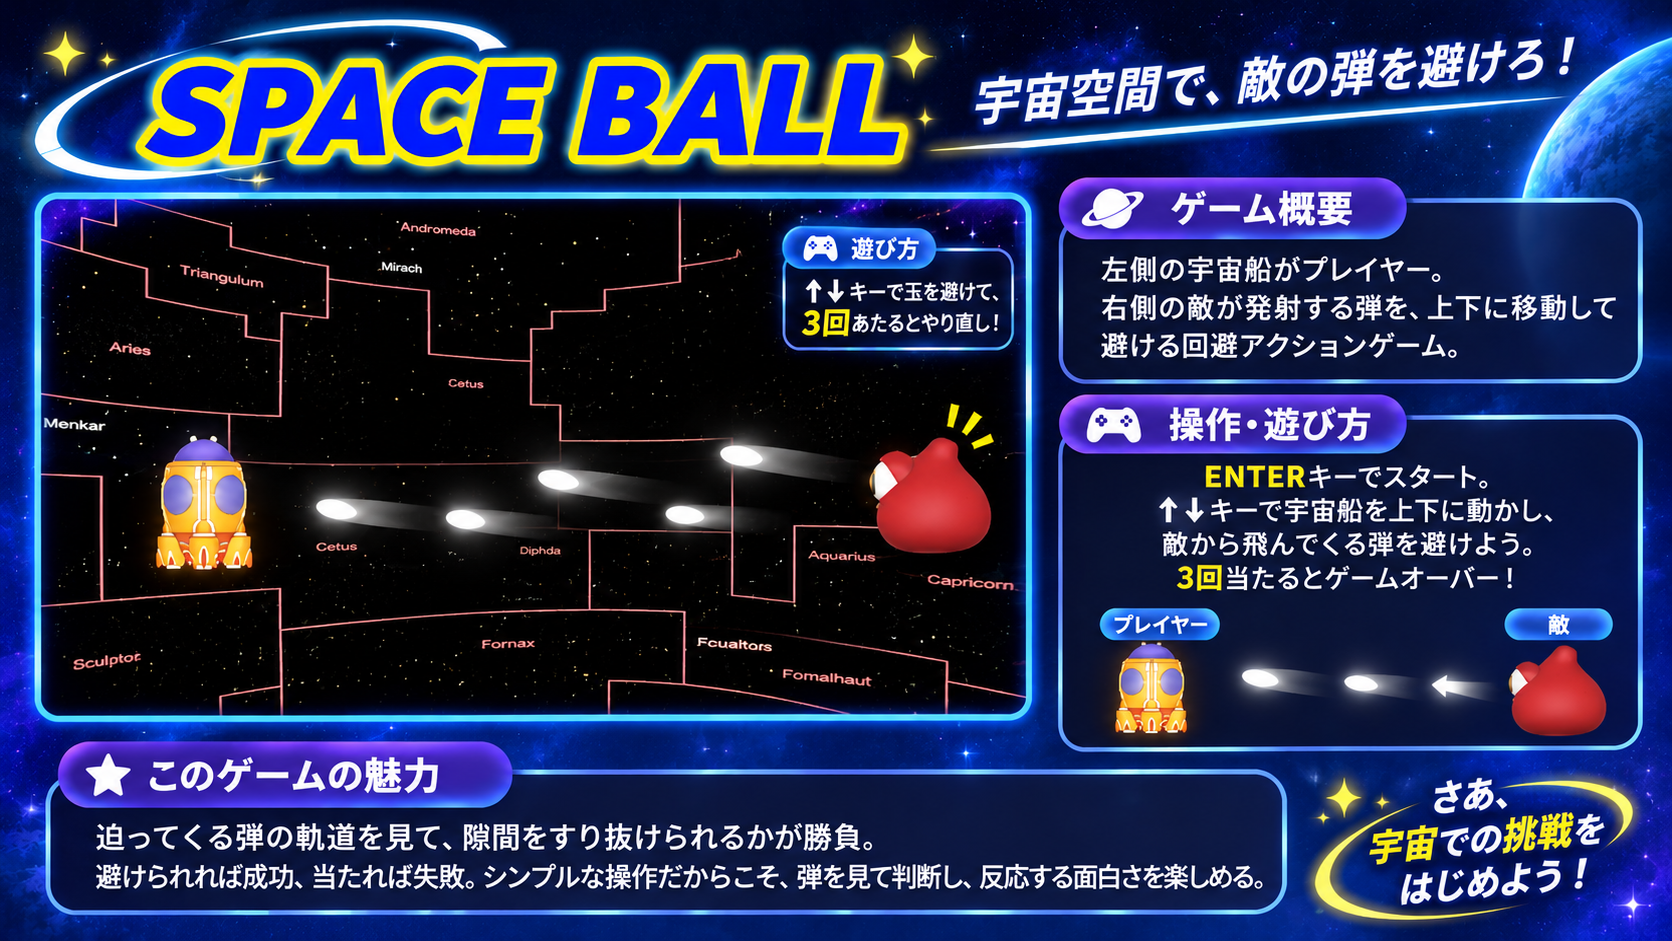 SPACE BALL
宇宙空間で、敵の弾を避けろ！
Andromeda
Mirach
Triangulum
Aries
Cetus
Menkar
Cetus
Diphda
Aquarius
Capricorn
Sculptor
Fornax
Fcualtors
Fomalhaut
遊び方
↑↓キーで玉を避けて、
3回あたるとやり直し！
ゲーム概要
左側の宇宙船がプレイヤー。
右側の敵が発射する弾を、上下に移動して
避ける回避アクションゲーム。
操作・遊び方
ENTERキーでスタート。
↑↓キーで宇宙船を上下に動かし、
敵から飛んでくる弾を避けよう。
3回当たるとゲームオーバー！
プレイヤー
敵
このゲームの魅力
迫ってくる弾の軌道を見て、隙間をすり抜けられるかが勝負。
避けられれば成功、当たれば失敗。シンプルな操作だからこそ、弾を見て判断し、反応する面白さを楽しめる。
さあ、
宇宙での挑戦を
はじめよう！